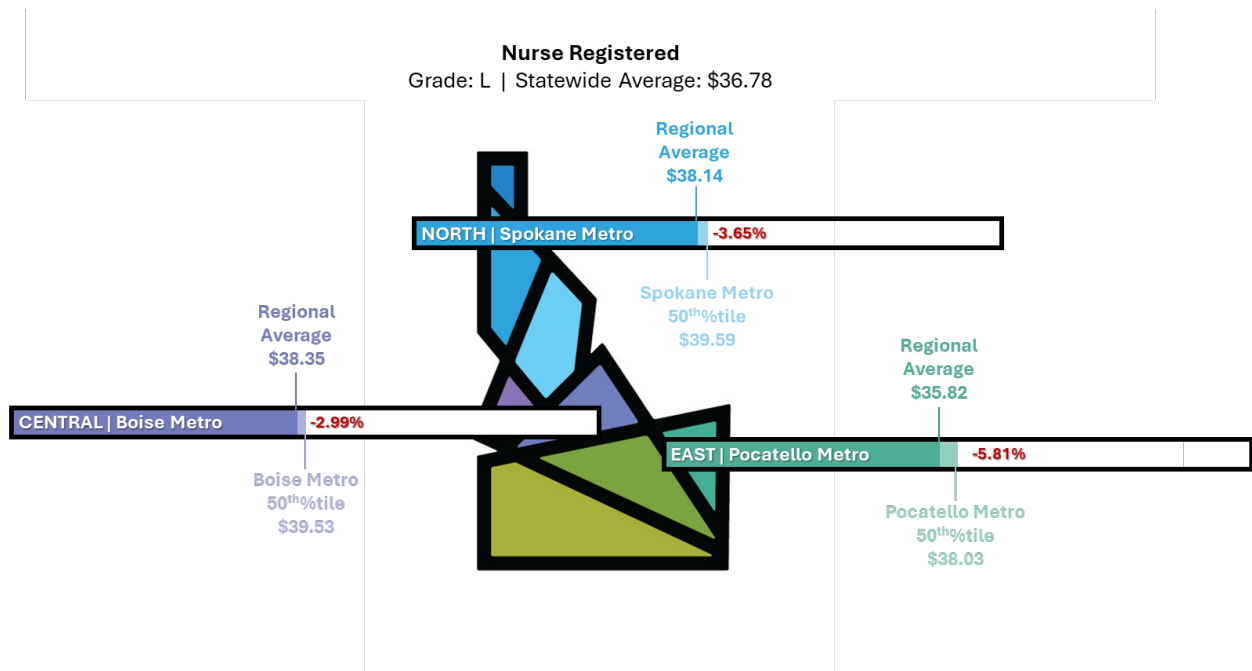 Nurse Registered
Grade: L | Statewide Average: $36.78
Regional
Average
$38.14
NORTH | Spokane Metro
-3.65%
Spokane Metro
50th%tile
$39.59
Regional
Average
$38.35
CENTRAL | Boise Metro
-2.99%
Boise Metro
50th%tile
$39.53
Regional
Average
$35.82
EAST | Pocatello Metro
-5.81%
Pocatello Metro
50th%tile
$38.03